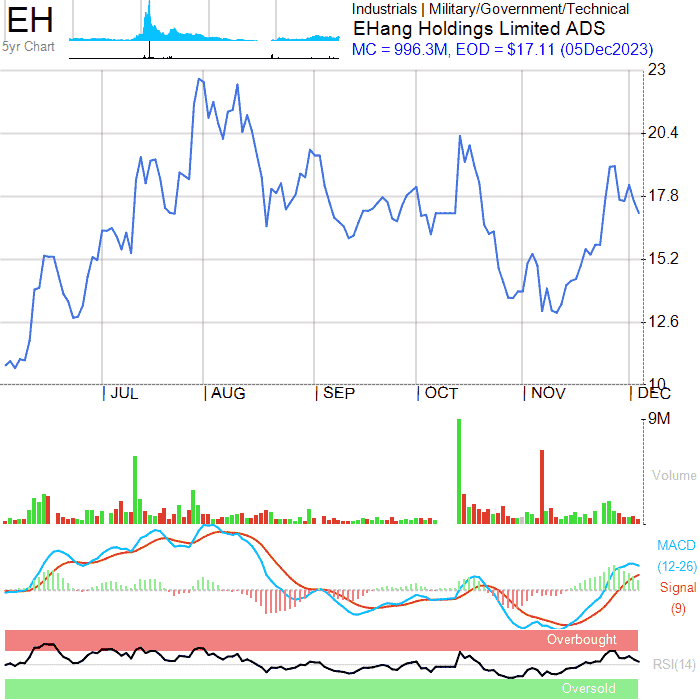 EH
5yr Chart
Industrials | Military/Government/Technical
EHang Holdings Limited ADS
MC = 996.3M, EOD = $17.11 (05Dec2023)
23
20.4
17.8
15.2
12.6
10
| JUL | AUG | SEP | OCT | NOV | DEC
9M
Volume
MACD
(12-26)
Signal
(9)
Overbought
RSI(14)
Oversold